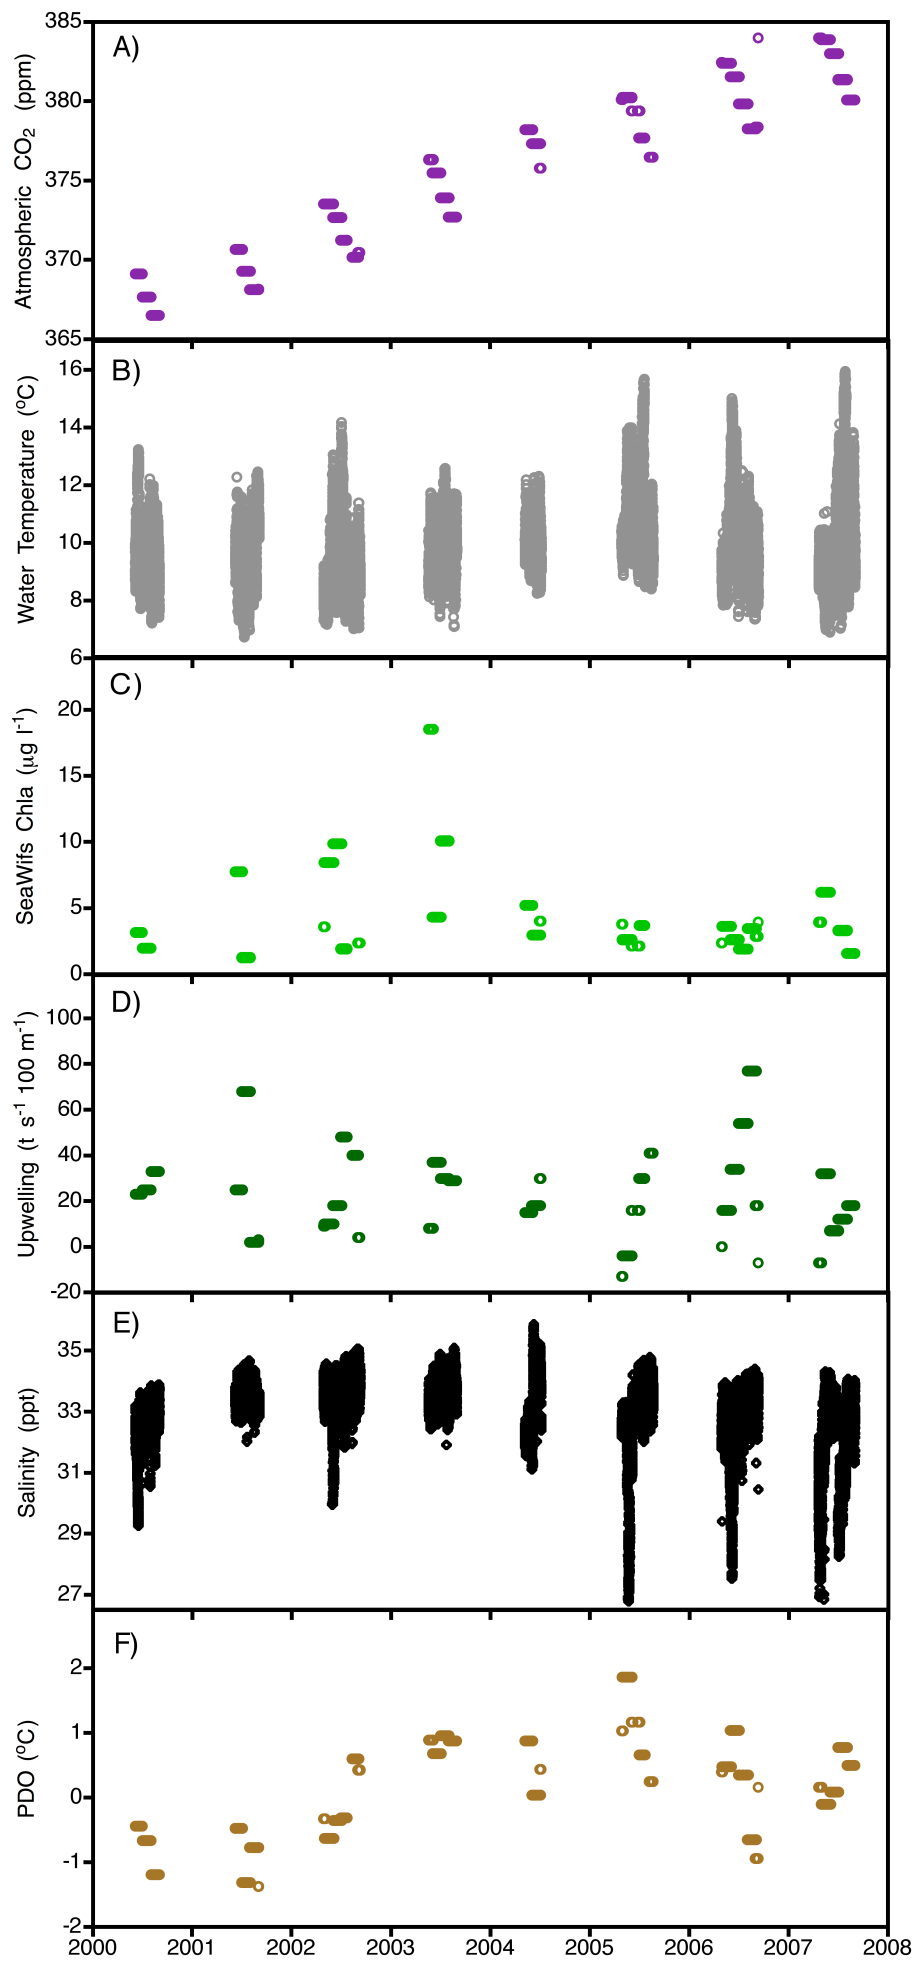 A)
Atmospheric CO2 (ppm)
385
380
375
370
365
B)
Water Temperature (oC)
16
14
12
10
8
6
C)
SeaWifs Chla (µg l-1)
20
15
10
5
0
D)
Upwelling (t s-1 100 m-1)
100
80
60
40
20
0
-20
E)
Salinity (ppt)
35
33
31
29
27
F)
PDO (oC)
2
1
0
-1
-2
2000 2001 2002 2003 2004 2005 2006 2007 2008